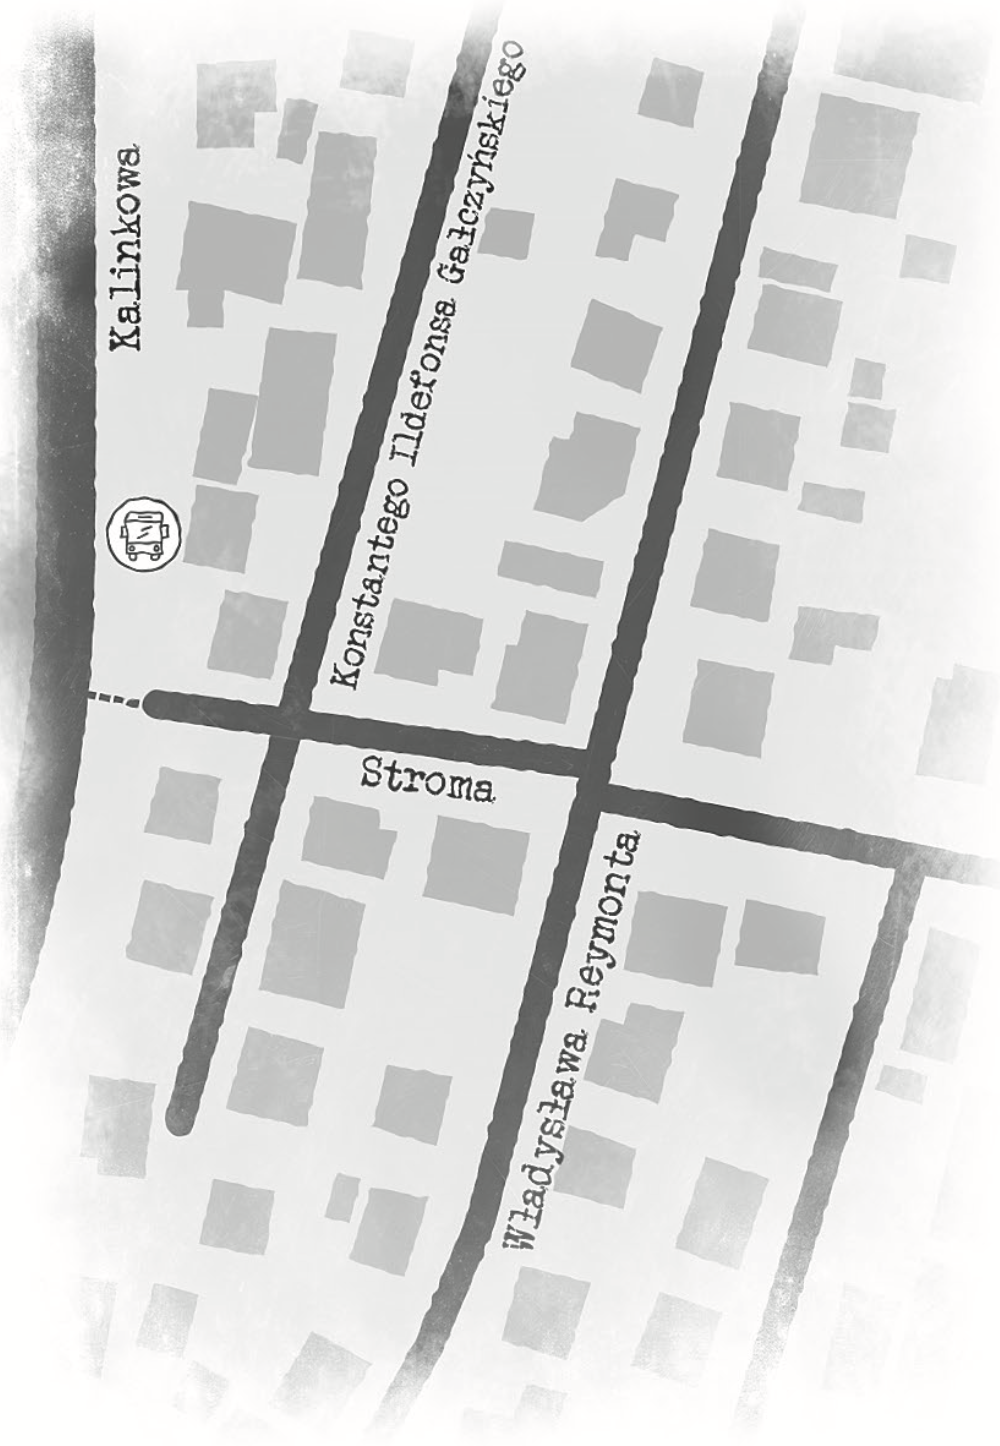 Kalinkowa
Konstantego Ildefonsa Gałczyńskiego
Stroma
Władysława Reymonta